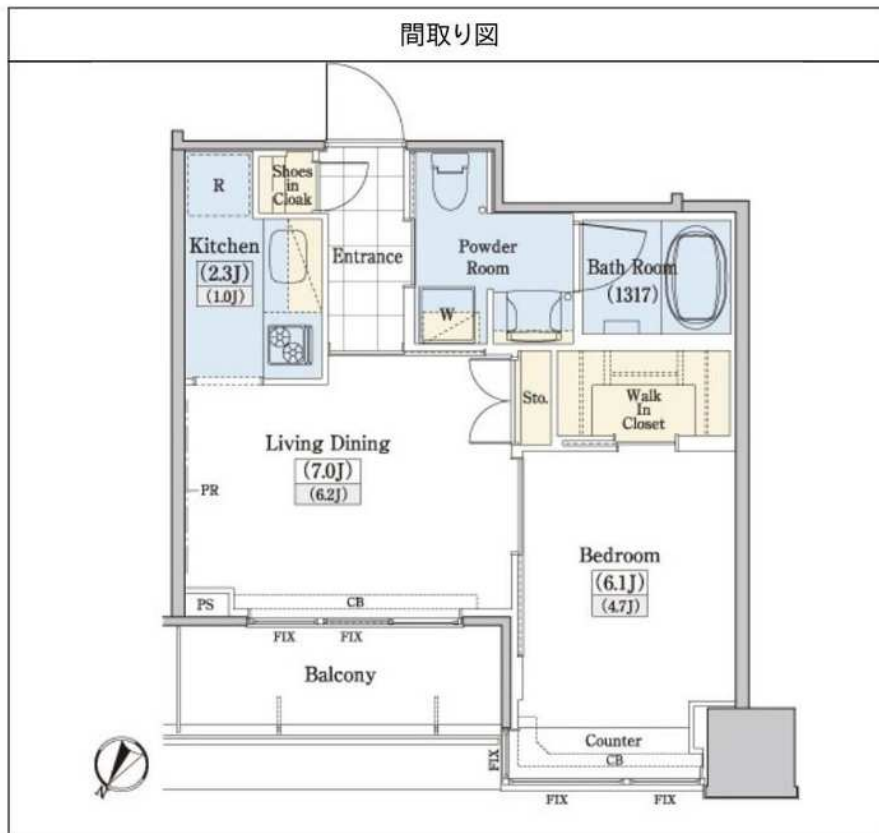 間取り図
R
Shoes
in
Cloak
Kitchen
(2.3J)
(1.0J)
Entrance
Powder
Room
W
Bath Room
(1317)
Sto.
Walk
In
Closet
Living Dining
(7.0J)
(6.2J)
PR
Bedroom
(6.1J)
(4.7J)
PS
CB
FIX
FIX
Balcony
Counter
CB
FIX
FIX
FIX
N